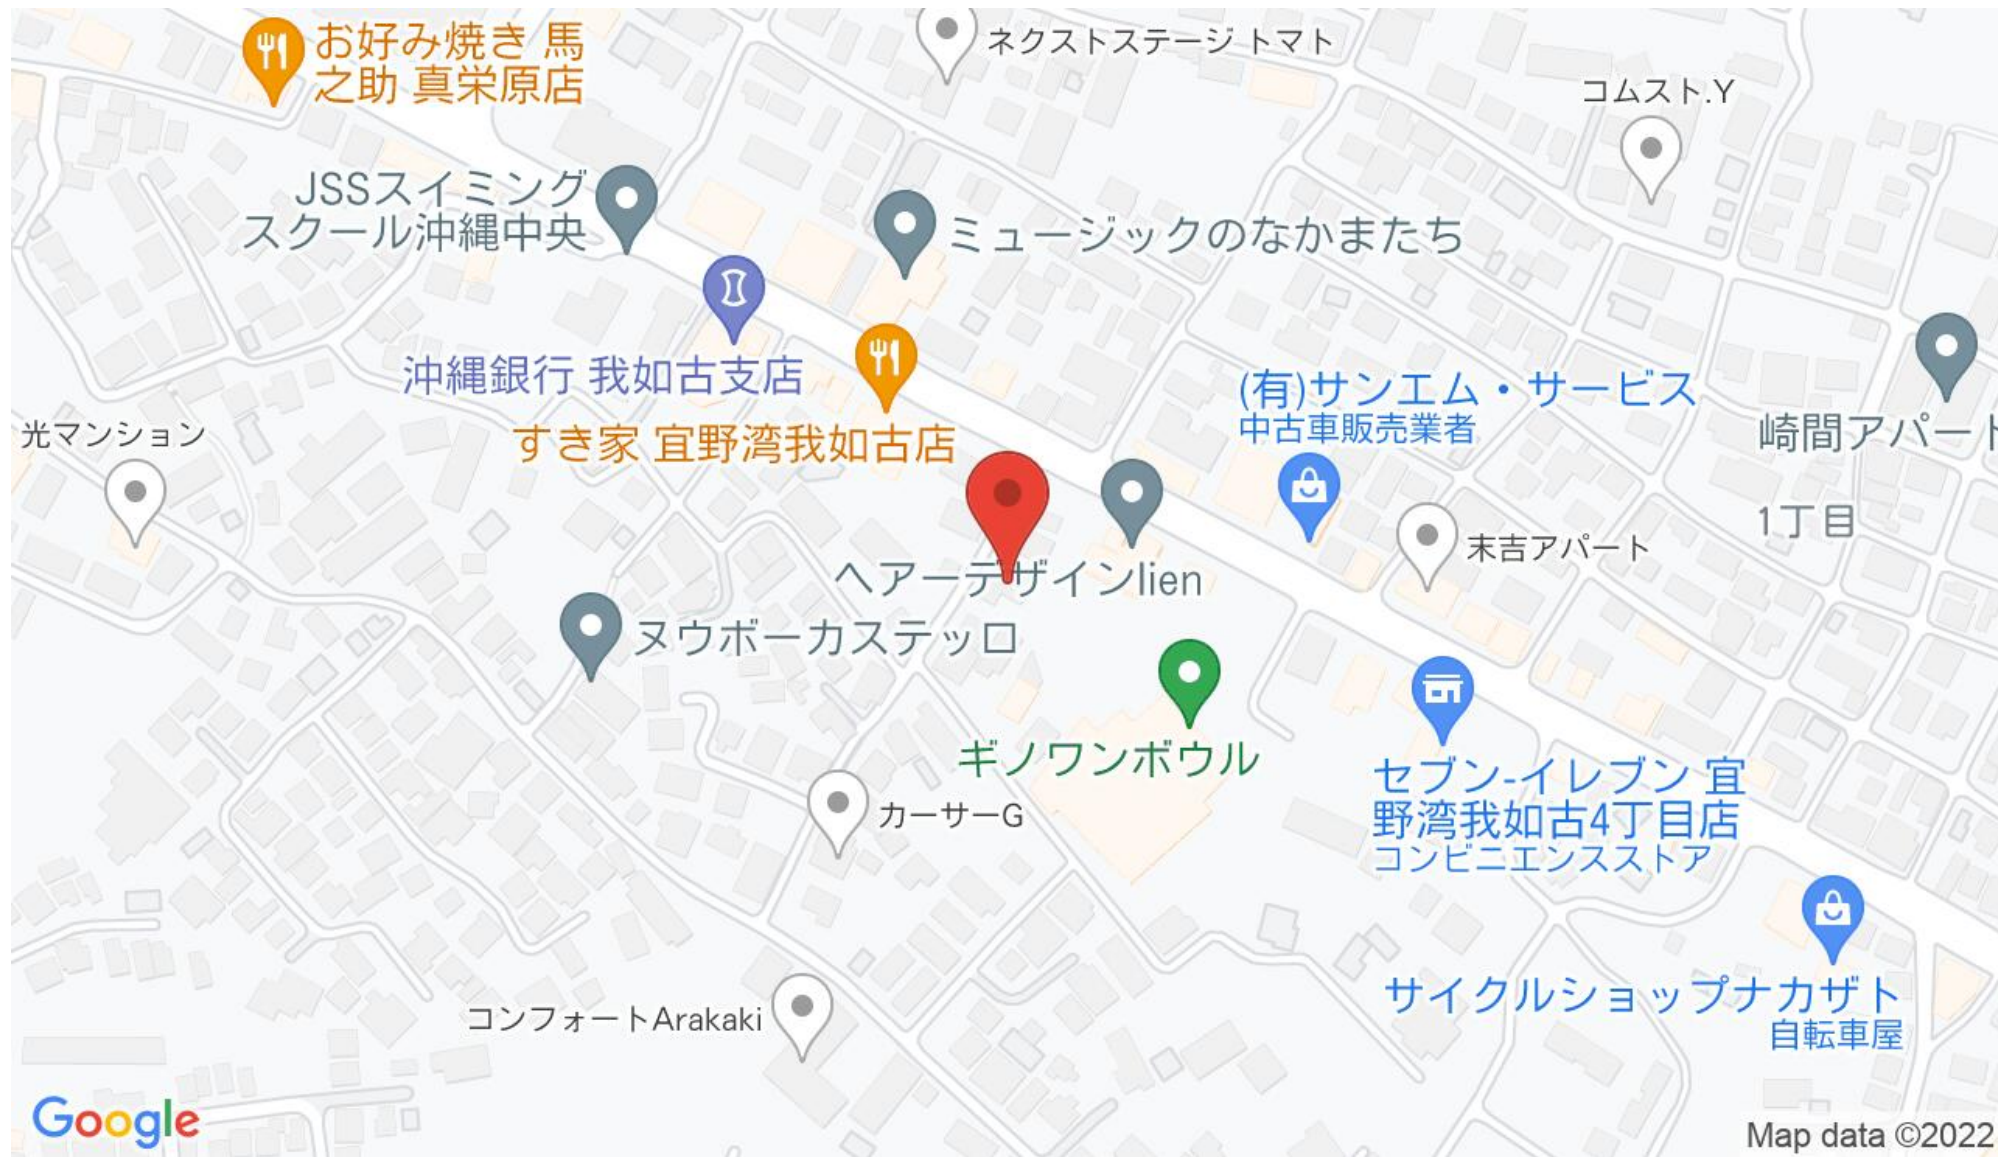 お好み焼き 馬
之助 真栄原店
ネクストステージ トマト
コムスト.Y
JSSスイミング
スクール沖縄中央
ミュージックのなかまたち
沖縄銀行 我如古支店
すき家 宜野湾我如古店
(有)サンエム・サービス
中古車販売業者
崎間アパート
光マンション
1丁目
末吉アパート
ヘアーデザインlien
ヌウボーカステッロ
ギノワンボウル
セブン-イレブン 宜
野湾我如古4丁目店
コンビニエンスストア
カーサーG
サイクルショップナカザト
自転車屋
コンフォートArakaki
Google
Map data ©2022